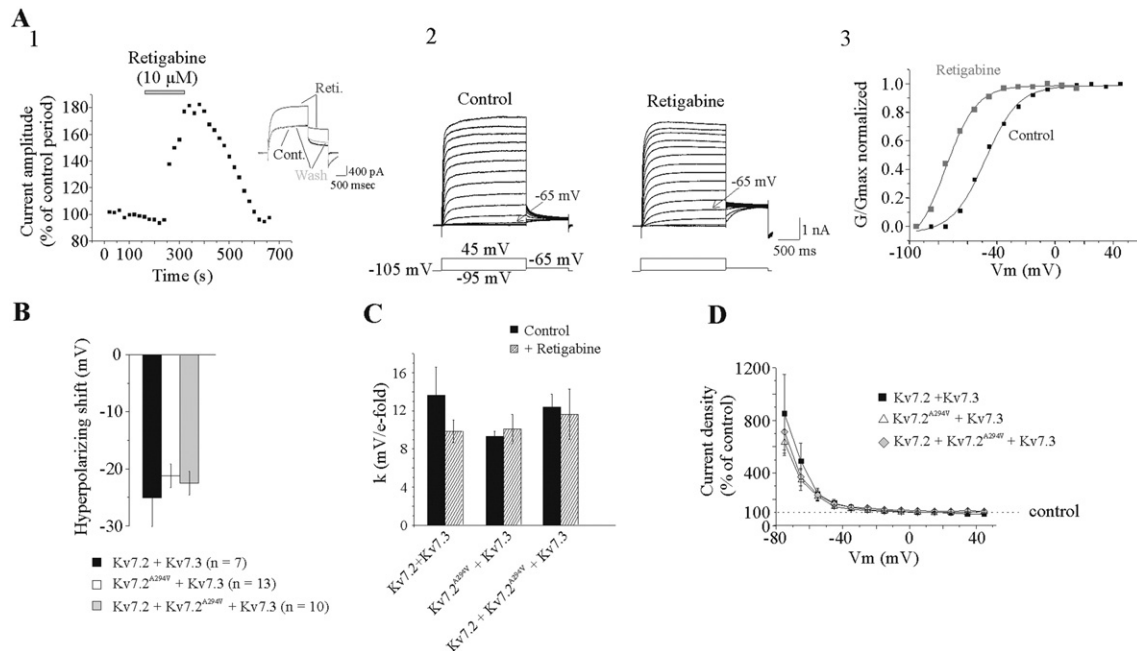 A
1
Retigabine
(10 µM)
Current amplitude
(% of control period)
180
160
140
120
100
80
0 100 300 500 700
Time (s)
Reti.
Cont.
Wash
400 pA
500 msec
2
Control
-65 mV
Retigabine
-65 mV
1 nA
500 ms
45 mV
-105 mV
-95 mV
-65 mV
3
G/Gmax normalized
1.0
0.8
0.6
0.4
0.2
0.0
Retigabine
Control
-100 -80 -40 0 40
Vm (mV)
B
Hyperpolarizing shift (mV)
0
-10
-20
-30
Kv7.2 + Kv7.3 (n = 7)
Kv7.2A294V + Kv7.3 (n = 13)
Kv7.2 + Kv7.2A294V + Kv7.3 (n = 10)
C
Control
+ Retigabine
k (mV/e-fold)
16
12
8
4
0
Kv7.2+Kv7.3
Kv7.2A294V + Kv7.3
Kv7.2 + Kv7.2A294V + Kv7.3
D
Current density
(% of control)
1200
800
400
100
0
Kv7.2 +Kv7.3
Kv7.2A294V + Kv7.3
Kv7.2 + Kv7.2A294V + Kv7.3
control
-80 -40 0 40
Vm (mV)